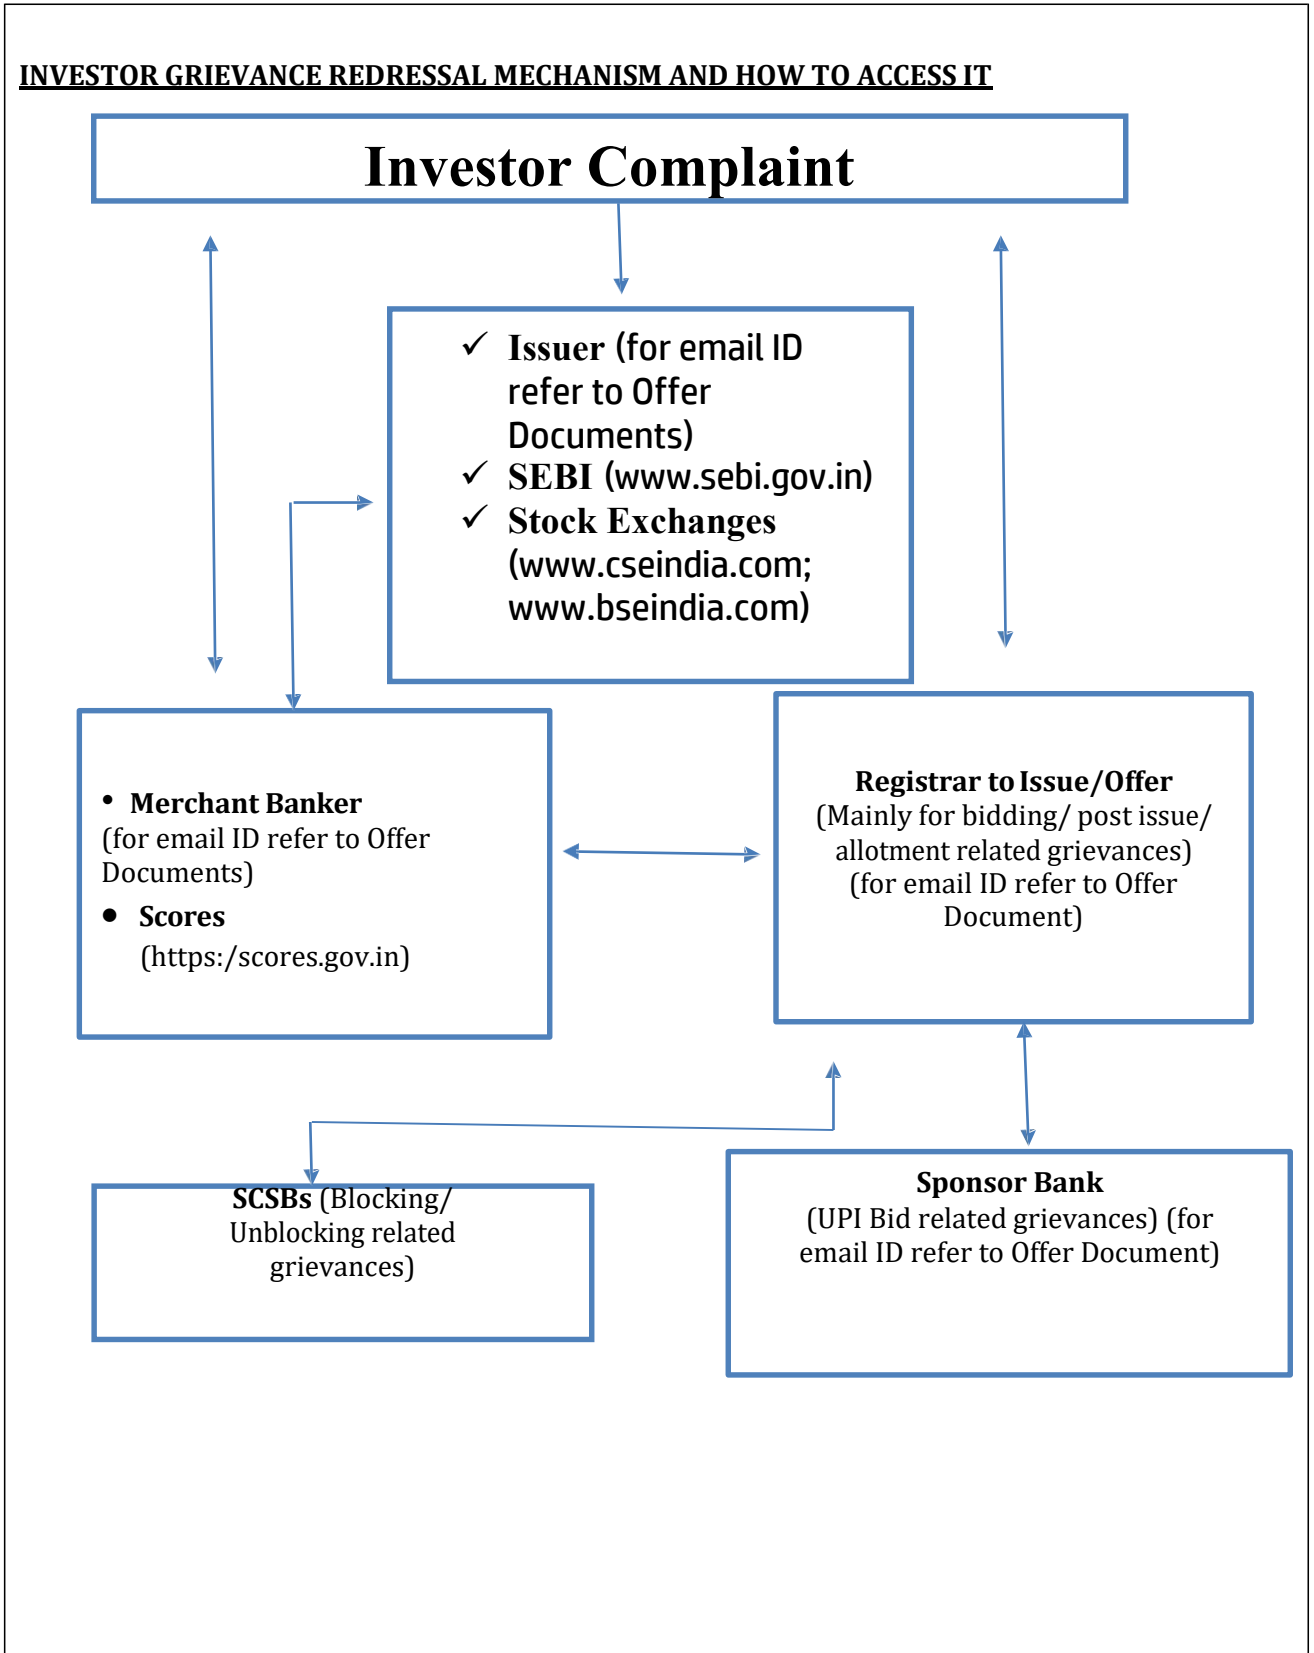 INVESTOR GRIEVANCE REDRESSAL MECHANISM AND HOW TO ACCESS IT
Investor Complaint
✓ Issuer (for email ID
refer to Offer
Documents)
✓ SEBI (www.sebi.gov.in)
✓ Stock Exchanges
(www.cseindia.com;
www.bseindia.com)
• Merchant Banker
(for email ID refer to Offer
Documents)
• Scores
(https:/scores.gov.in)
Registrar to Issue/Offer
(Mainly for bidding/ post issue/
allotment related grievances)
(for email ID refer to Offer
Document)
SCSBs (Blocking/
Unblocking related
grievances)
Sponsor Bank
(UPI Bid related grievances) (for
email ID refer to Offer Document)